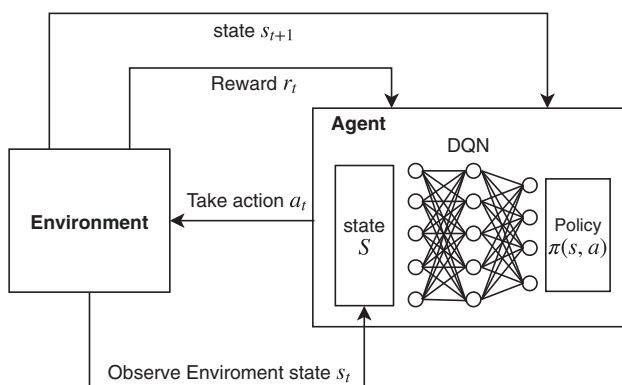 state s_{t+1}
Reward r_t
Agent
DQN
Environment
Take action a_t
state
S
Policy
π(s, a)
Observe Enviroment state s_t